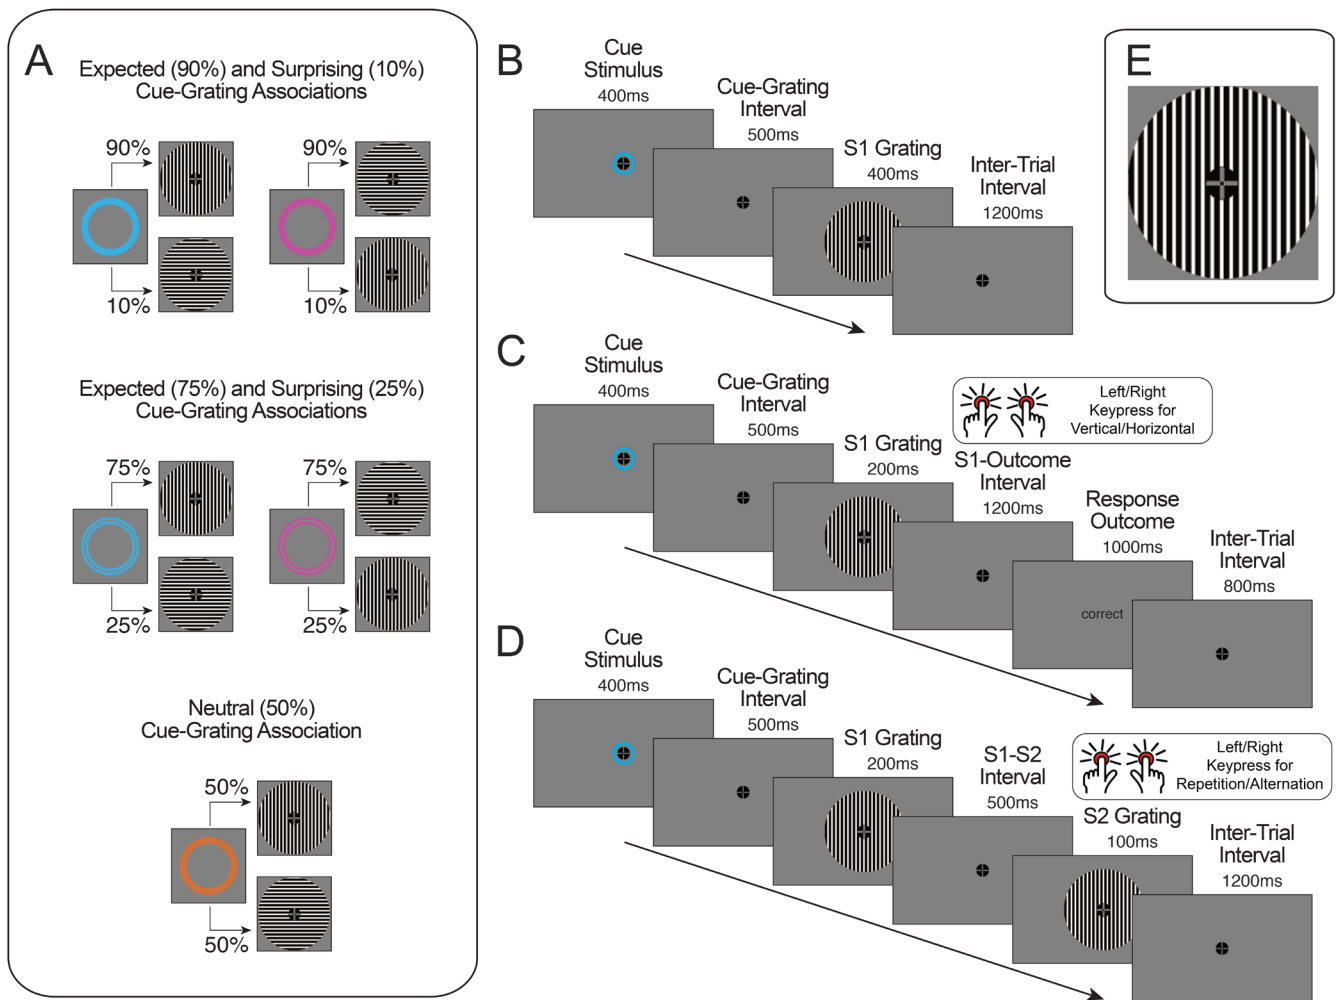 A
Expected (90%) and Surprising (10%)
Cue-Grating Associations
90%
90%
10%
10%
Expected (75%) and Surprising (25%)
Cue-Grating Associations
75%
75%
25%
25%
Neutral (50%)
Cue-Grating Association
50%
50%
B
Cue
Stimulus
400ms
Cue-Grating
Interval
500ms
S1 Grating
400ms
Inter-Trial
Interval
1200ms
E
C
Cue
Stimulus
400ms
Cue-Grating
Interval
500ms
S1 Grating
200ms
Left/Right
Keypress for
Vertical/Horizontal
S1-Outcome
Interval
1200ms
Response
Outcome
1000ms
correct
Inter-Trial
Interval
800ms
D
Cue
Stimulus
400ms
Cue-Grating
Interval
500ms
S1 Grating
200ms
S1-S2
Interval
500ms
Left/Right
Keypress for
Repetition/Alternation
S2 Grating
100ms
Inter-Trial
Interval
1200ms